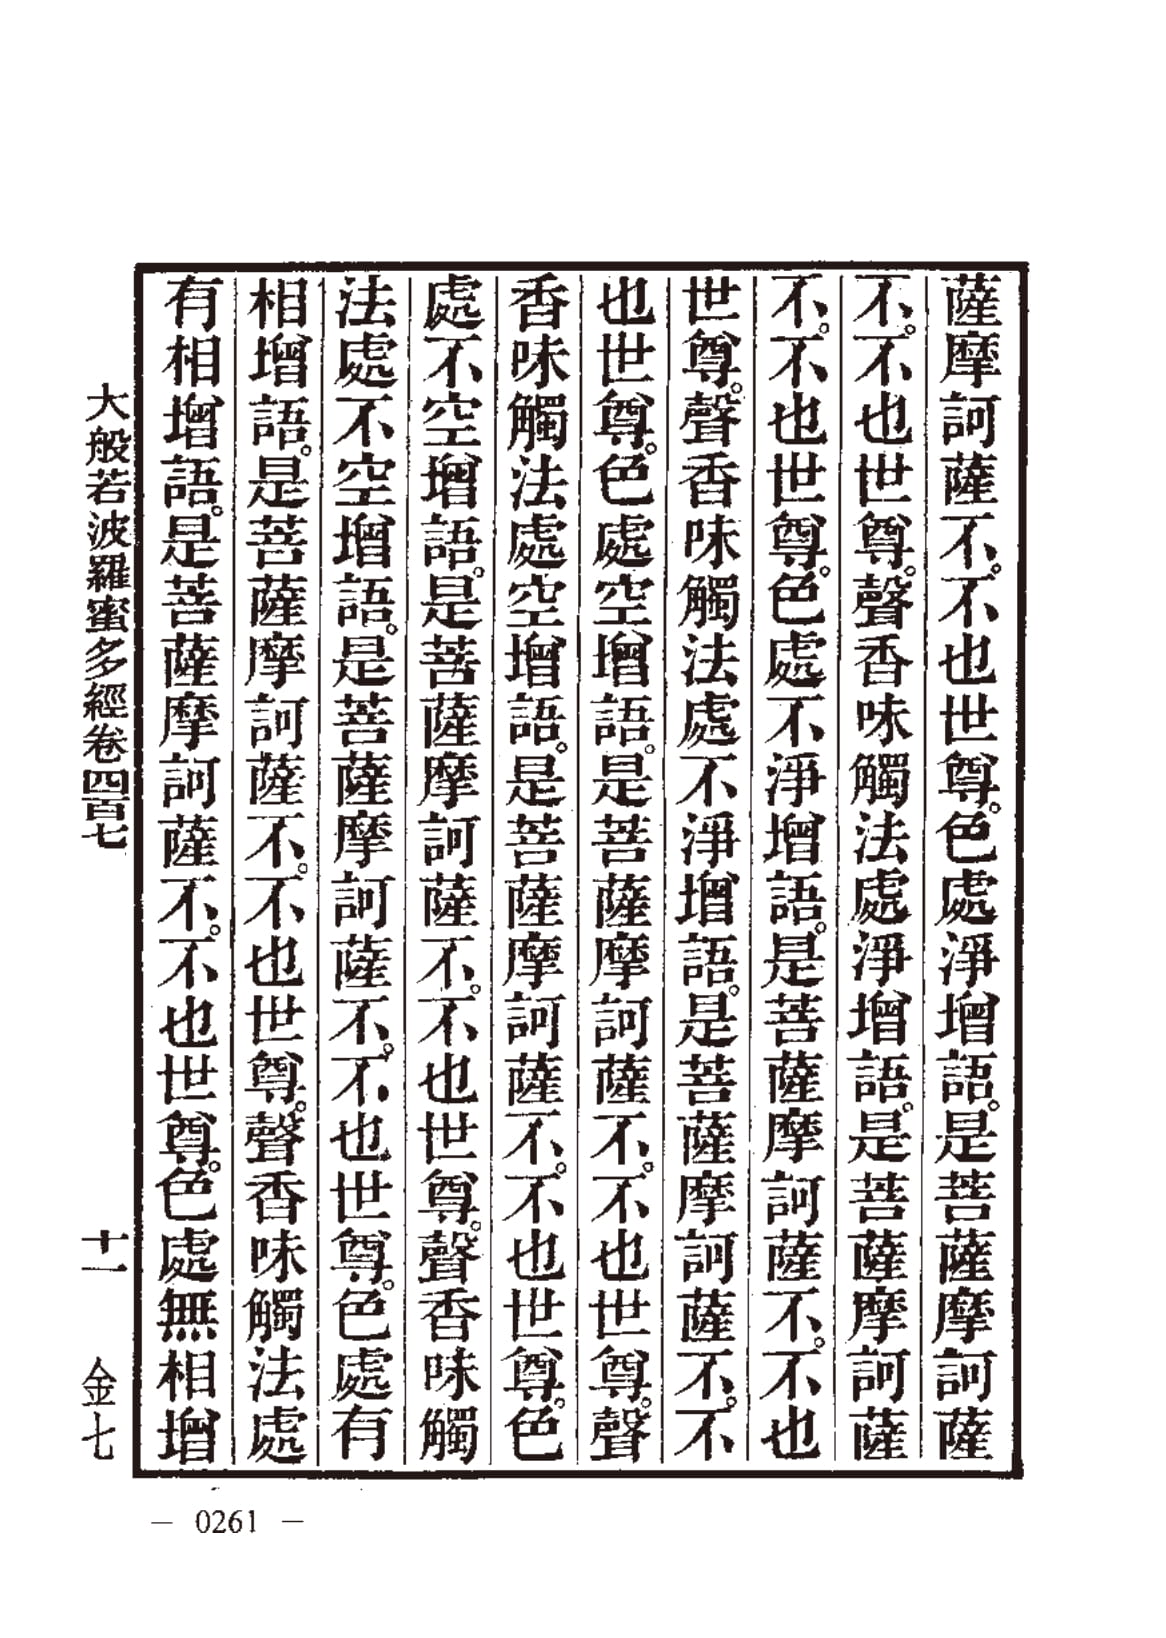 薩摩訶薩不。不也世尊。色處淨增語。是菩薩摩訶薩
不。不也世尊。聲香味觸法處淨增語。是菩薩摩訶薩
不。不也世尊。色處不淨增語。是菩薩摩訶薩不。不也
世尊。聲香味觸法處不淨增語。是菩薩摩訶薩不。不
也世尊。色處空增語。是菩薩摩訶薩不。不也世尊。聲
香味觸法處空增語。是菩薩摩訶薩不。不也世尊。色
處不空增語。是菩薩摩訶薩不。不也世尊。聲香味觸
法處不空增語。是菩薩摩訶薩不。不也世尊。色處有
相增語。是菩薩摩訶薩不。不也世尊。聲香味觸法處
有相增語。是菩薩摩訶薩不。不也世尊。色處無相增
大般若波羅蜜多經卷四百七 十一 金七
— 0261 —